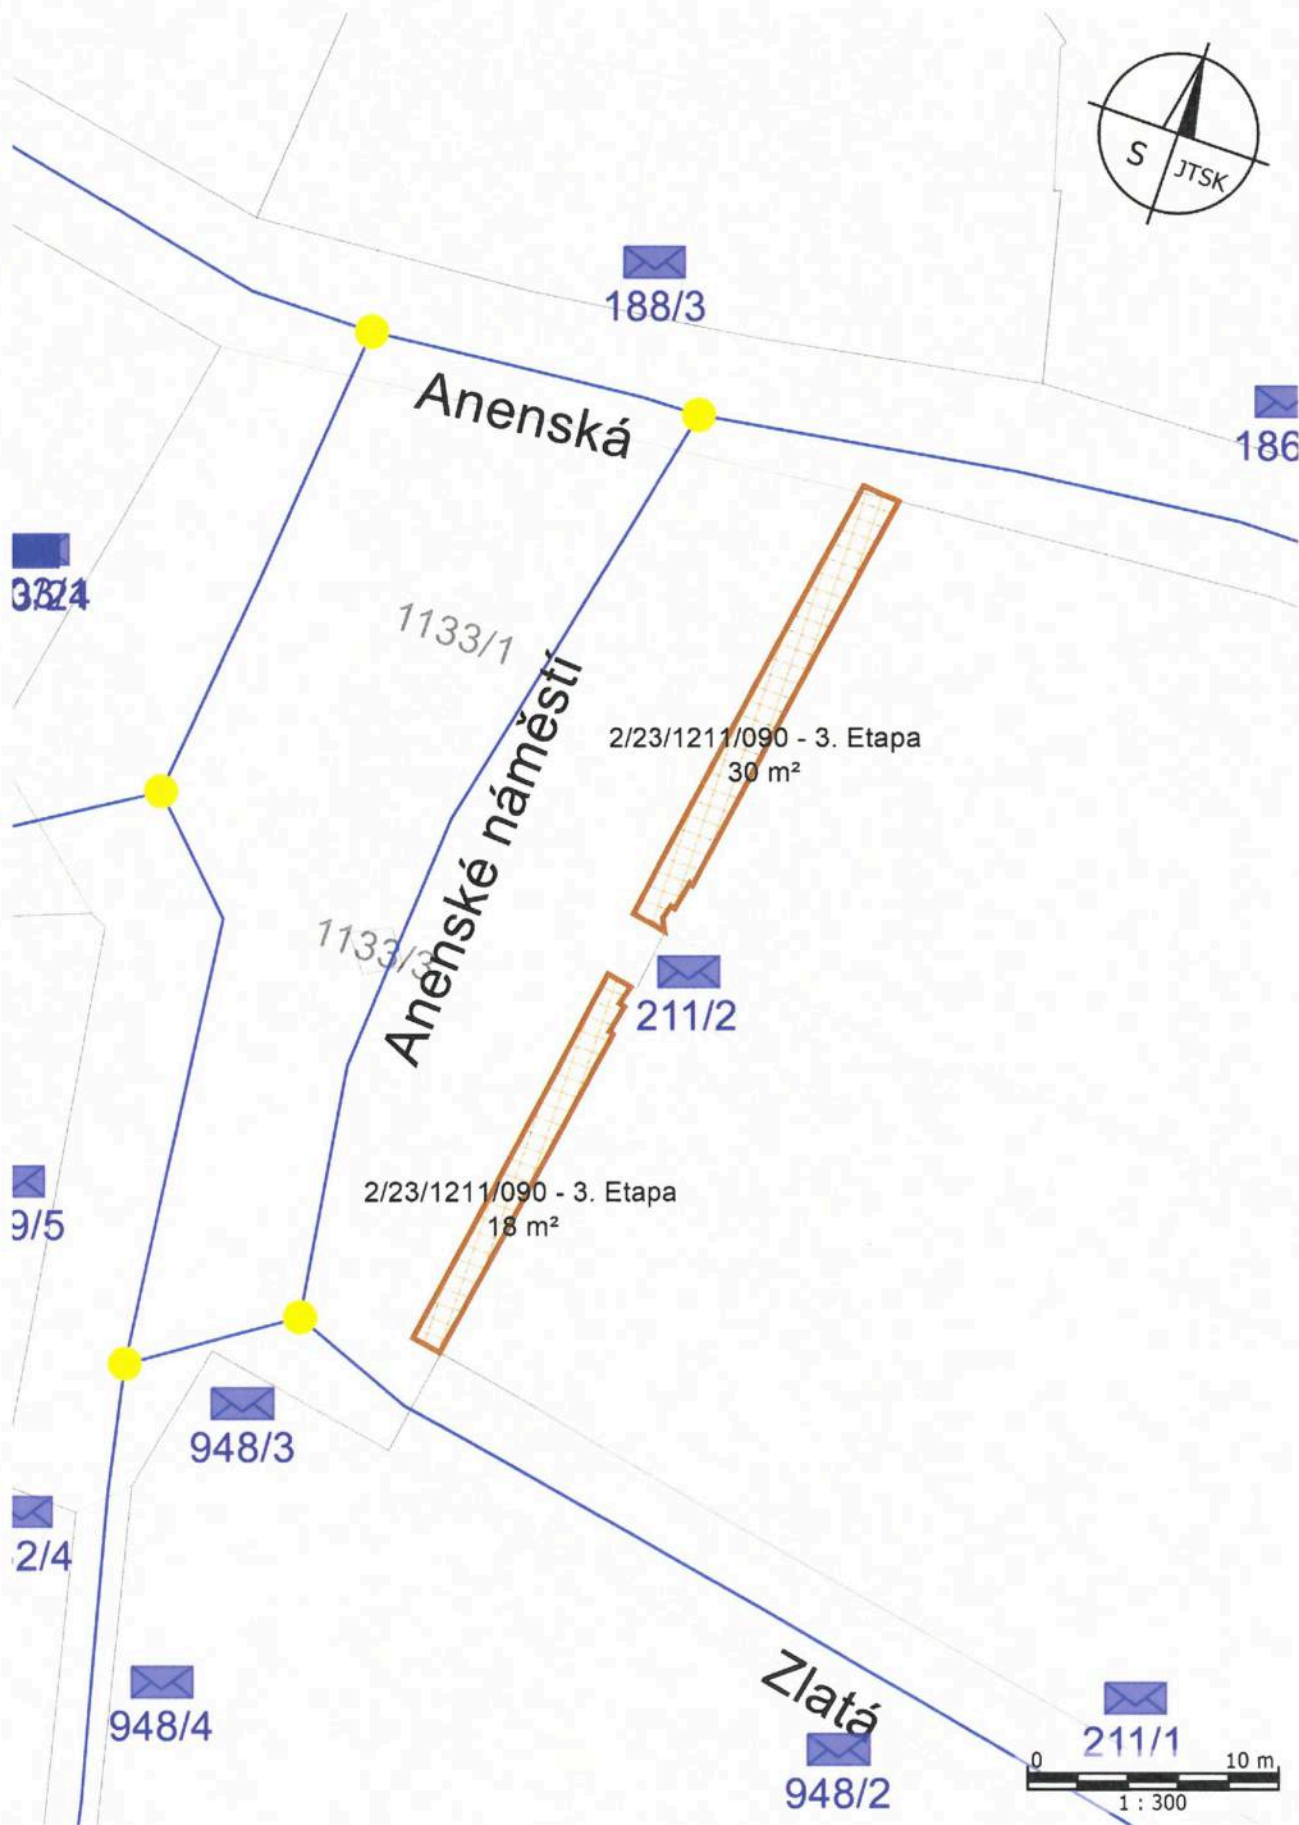 S
JTSK
188/3
Anenská
186
1133/1
Anenské náměstí
2/23/1211/090 - 3. Etapa
30 m²
1133/3
211/2
2/23/1211/090 - 3. Etapa
18 m²
9/5
948/3
2/4
948/4
Zlatá
948/2
211/1
0 10 m
1 : 300